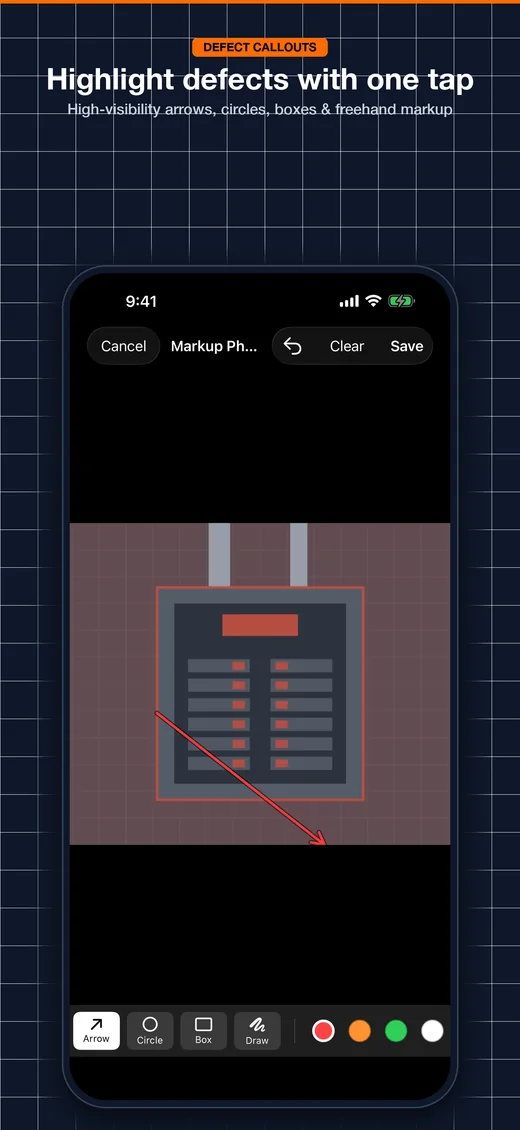 DEFECT CALLOUTS
Highlight defects with one tap
High-visibility arrows, circles, boxes & freehand markup
9:41
Cancel Markup Ph... Clear Save
Arrow Circle Box Draw